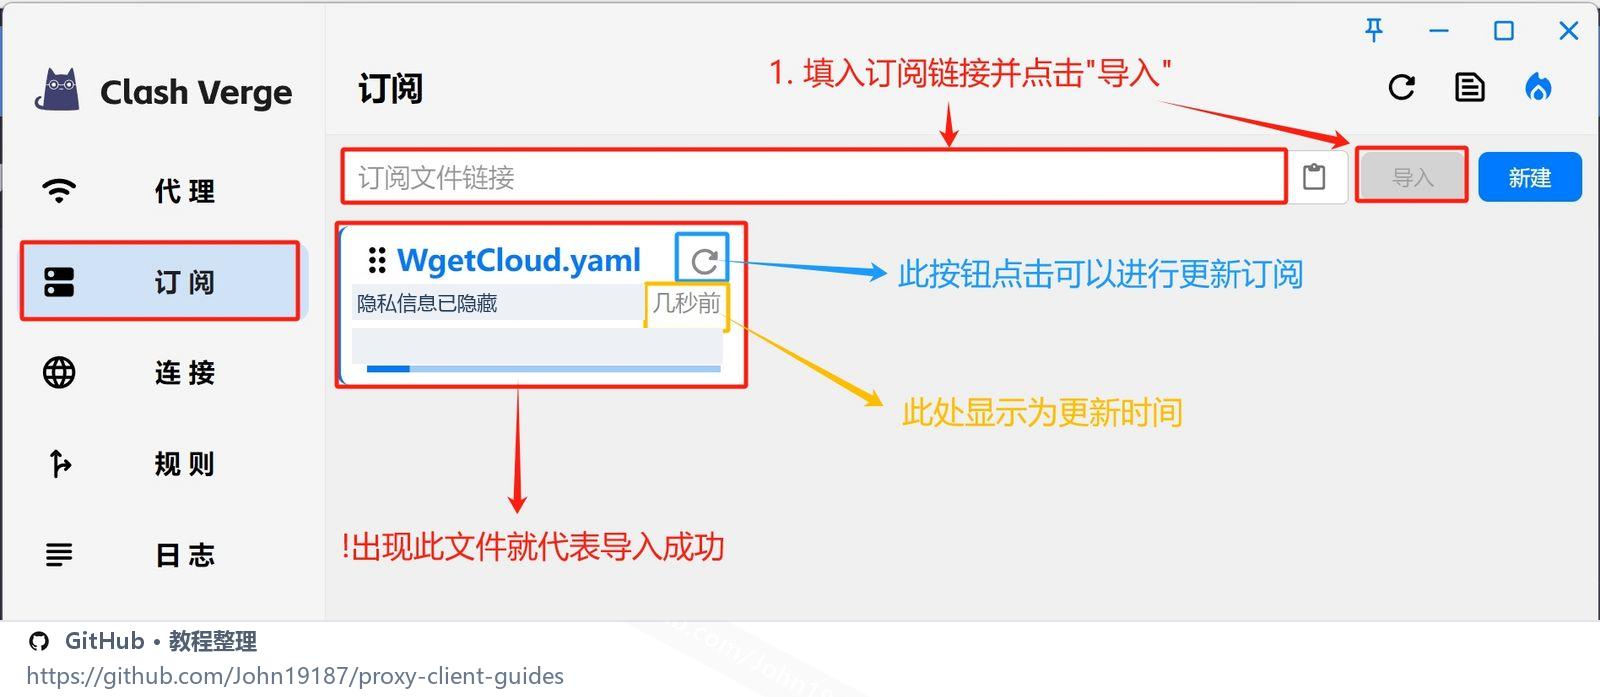 Clash Verge
订阅
1. 填入订阅链接并点击"导入"
代 理
订阅文件链接
导入
新建
订 阅
WgetCloud.yaml
此按钮点击可以进行更新订阅
隐私信息已隐藏
几秒前
连 接
此处显示为更新时间
规 则
!出现此文件就代表导入成功
日 志
GitHub • 教程整理
https://github.com/John19187/proxy-client-guides